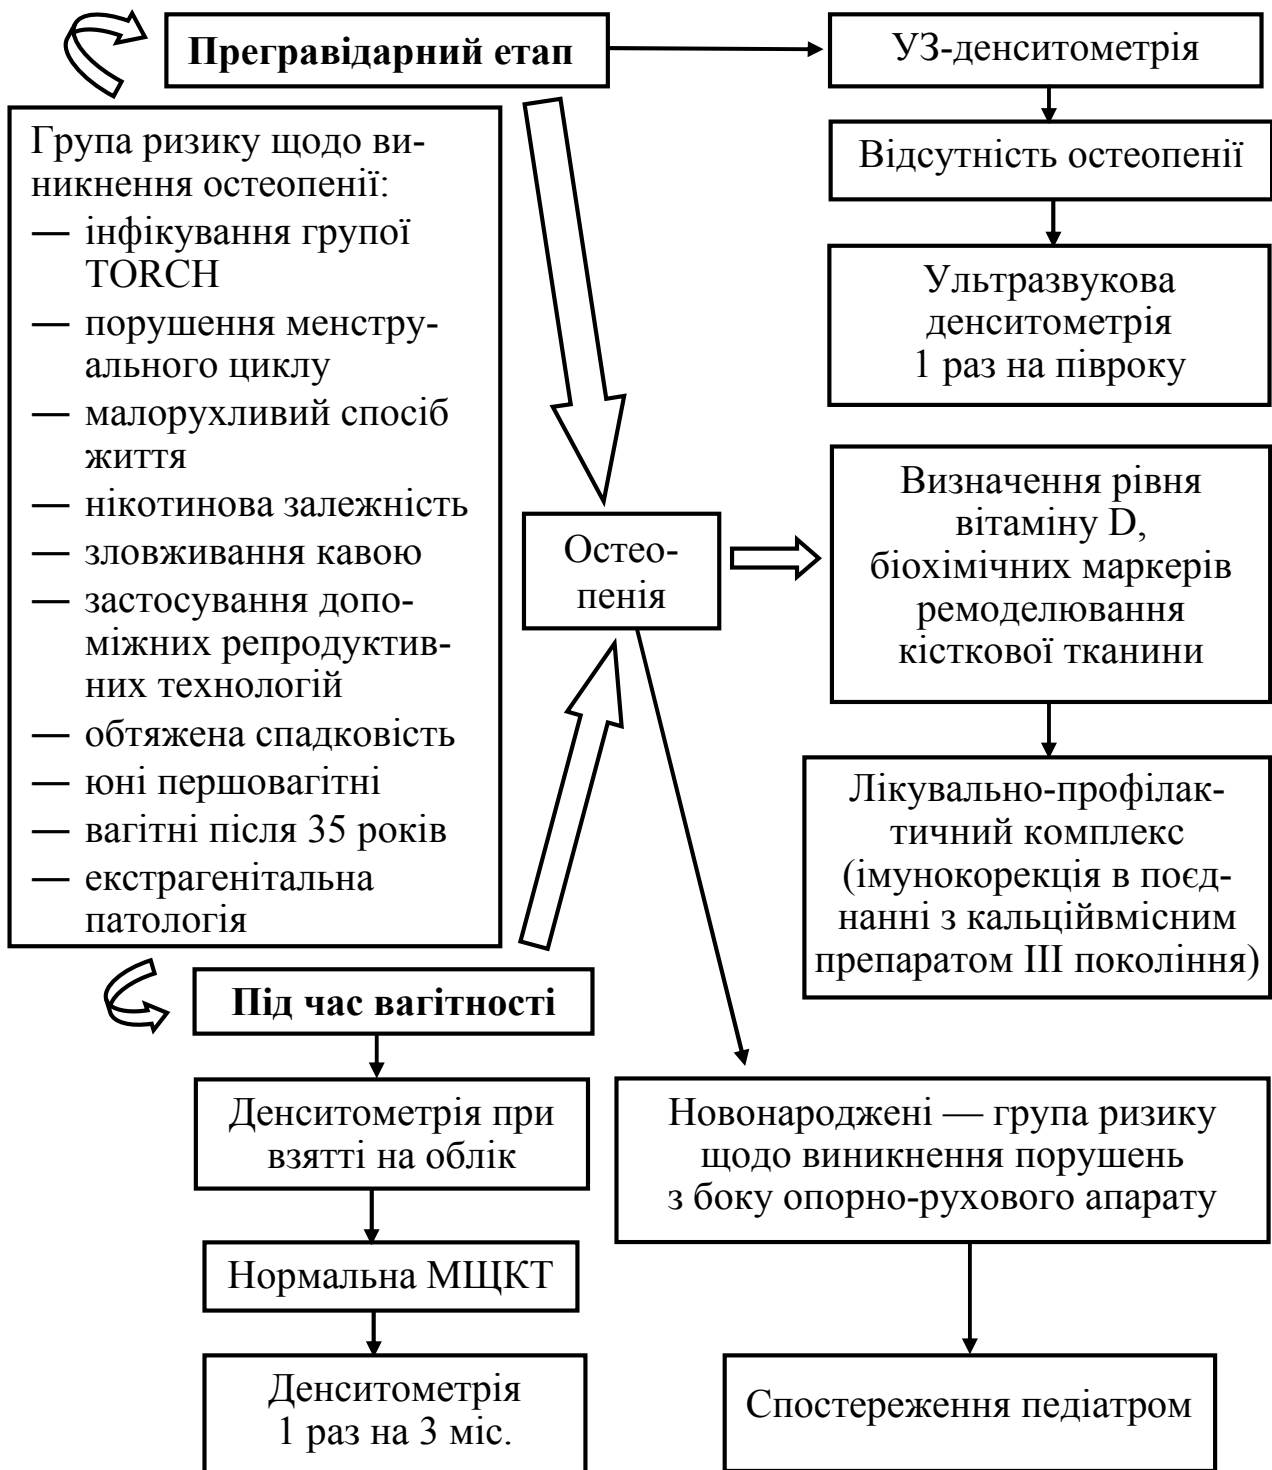 Прегравідарний етап
УЗ-денситометрія
Відсутність остеопенії
Ультразвукова
денситометрія
1 раз на півроку
Група ризику щодо ви-
никнення остеопенії:
— інфікування групої
TORCH
— порушення менстру-
ального циклу
— малорухливий спосіб
життя
— нікотинова залежність
— зловживання кавою
— застосування допо-
міжних репродуктив-
них технологій
— обтяжена спадковість
— юні першовагітні
— вагітні після 35 років
— екстрагенітальна
патологія
Остео-
пенія
Визначення рівня
вітаміну D,
біохімічних маркерів
ремоделювання
кісткової тканини
Лікувально-профілак-
тичний комплекс
(імунокорекція в поєд-
нанні з кальційвмісним
препаратом III покоління)
Під час вагітності
Денситометрія при
взятті на облік
Нормальна МЩКТ
Денситометрія
1 раз на 3 міс.
Новонароджені — група ризику
щодо виникнення порушень
з боку опорно-рухового апарату
Спостереження педіатром